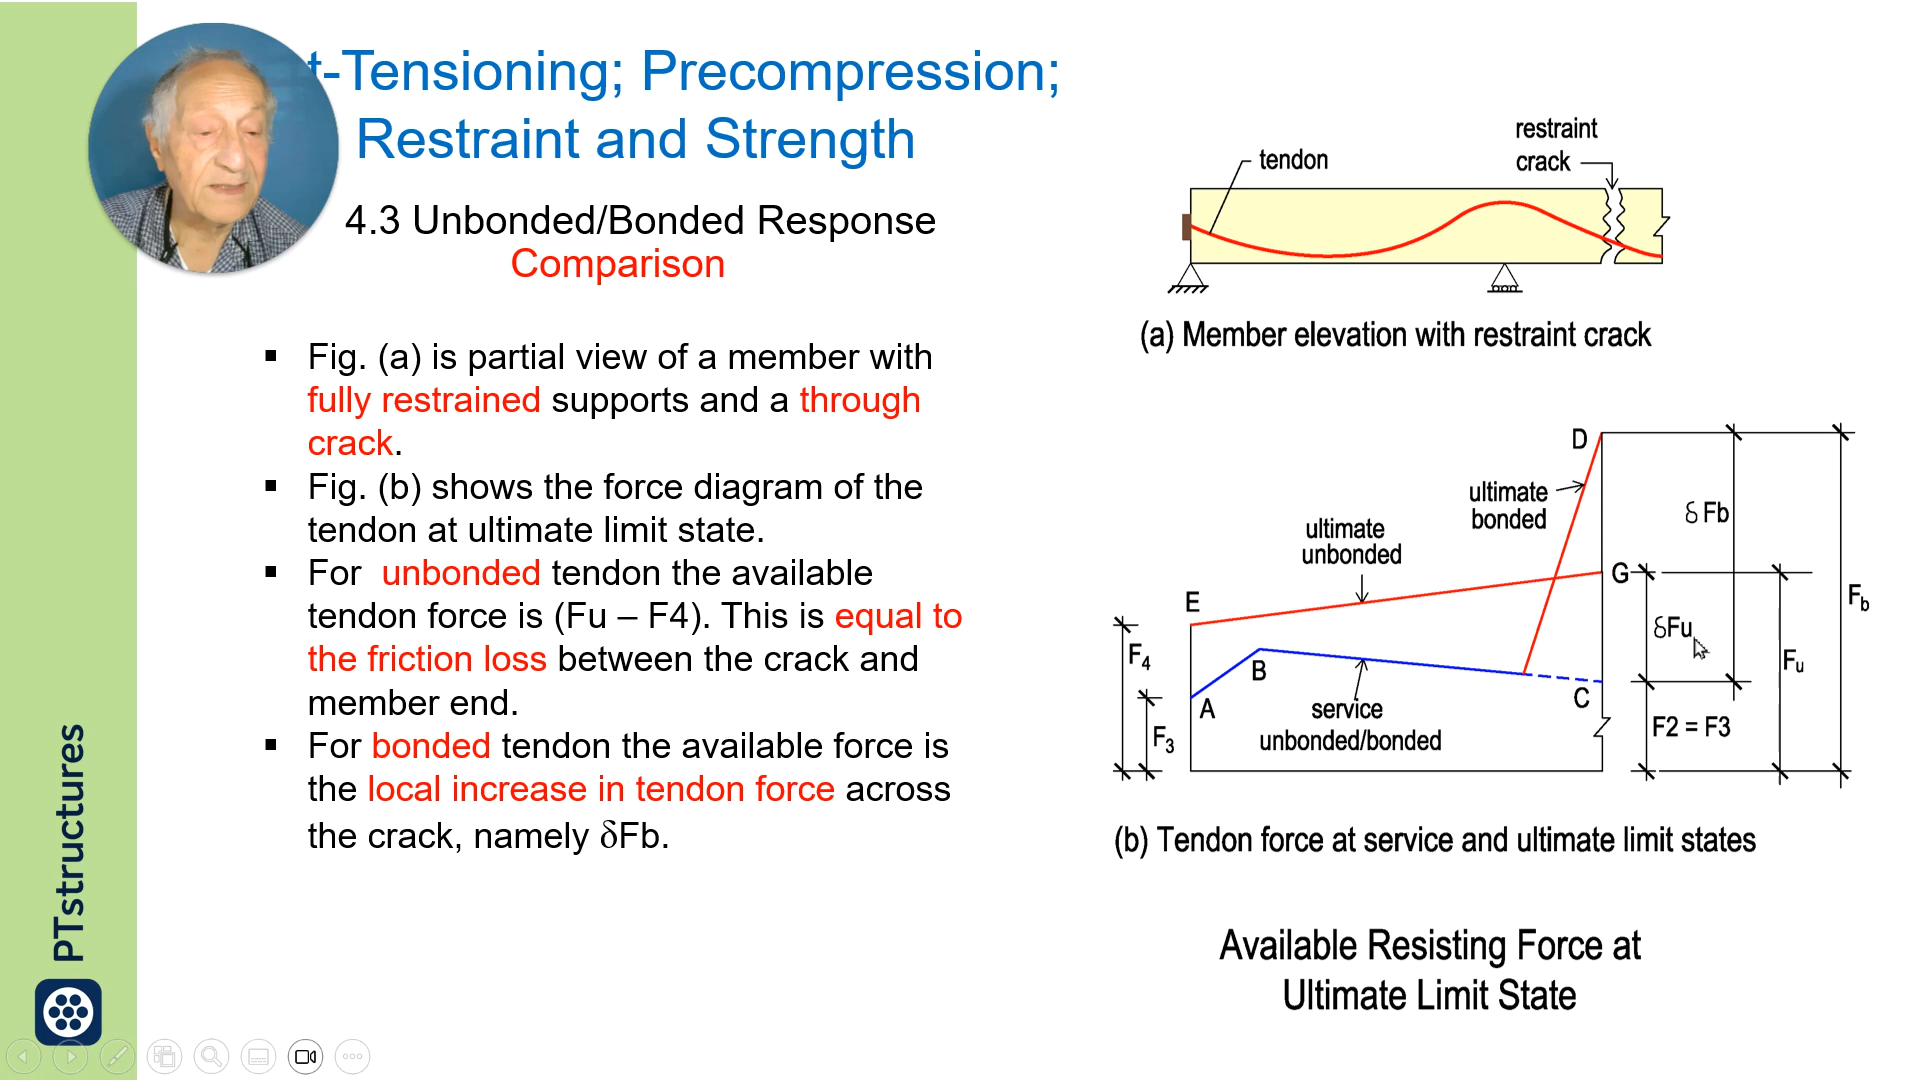 t-Tensioning; Precompression;
Restraint and Strength
4.3 Unbonded/Bonded Response
Comparison
▪ Fig. (a) is partial view of a member with
fully restrained supports and a through
crack.
▪ Fig. (b) shows the force diagram of the
tendon at ultimate limit state.
▪ For unbonded tendon the available
tendon force is (Fu – F4). This is equal to
the friction loss between the crack and
member end.
▪ For bonded tendon the available force is
the local increase in tendon force across
the crack, namely δFb.
PTstructures
restraint
crack
tendon
(a) Member elevation with restraint crack
D
ultimate
bonded
δ Fb
ultimate
unbonded
G
Fb
E
δFu
F4
B
Fu
A
C
service
unbonded/bonded
F3
F2 = F3
(b) Tendon force at service and ultimate limit states
Available Resisting Force at
Ultimate Limit State